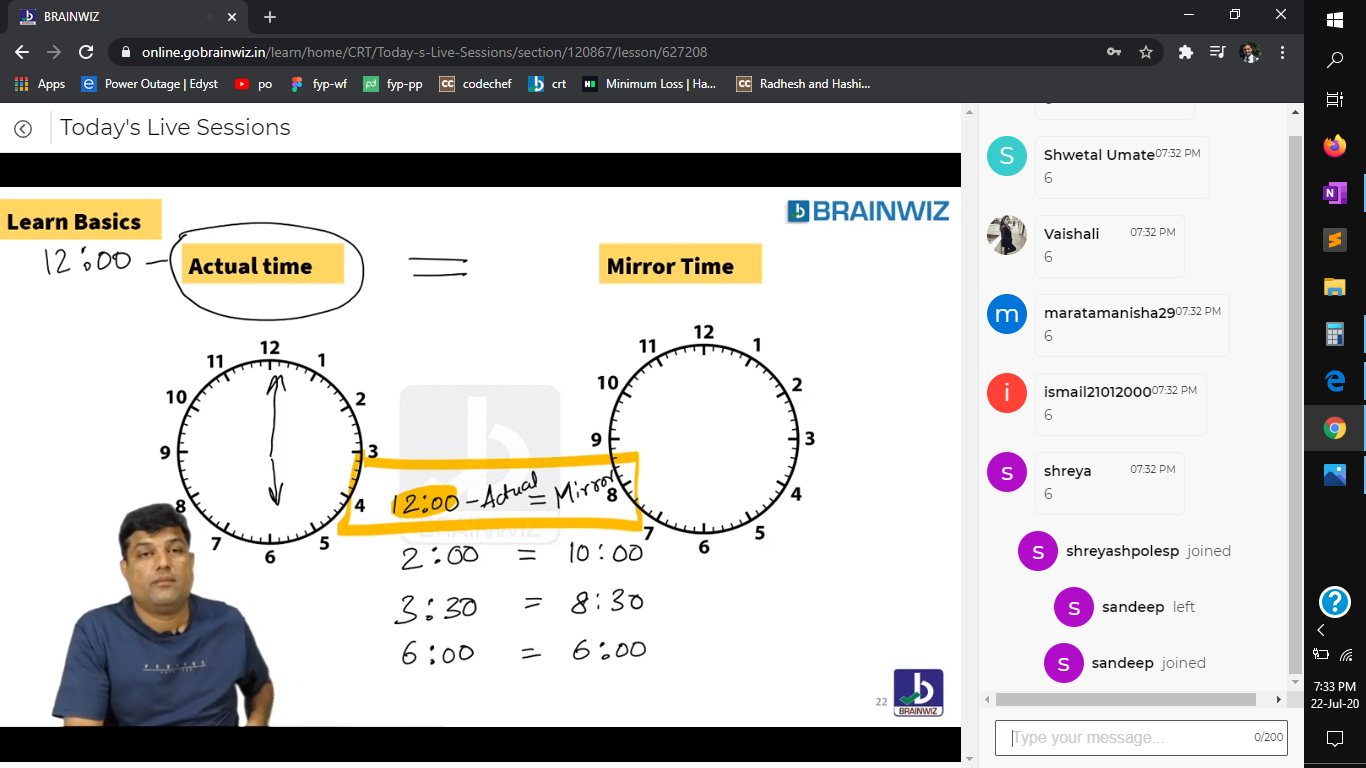 BRAINWIZ
online.gobrainwiz.in/learn/home/CRT/Today-s-Live-Sessions/section/120867/lesson/627208
Apps Power Outage | Edyst po fyp-wf fyp-pp codechef crt Minimum Loss | Ha... Radhesh and Hashi...
Today's Live Sessions
Learn Basics
BRAINWIZ
12:00 - Actual time = Mirror Time
12 1 2 3 4 5 6 7 8 9 10 11
12 1 2 3 4 5 6 7 8 9 10 11
12:00 - Actual = Mirror
BRAINWIZ
2:00 = 10:00
3:30 = 8:30
6:00 = 6:00
22
BRAINWIZ
S
Shwetal Umate 07:32 PM
6
Vaishali 07:32 PM
6
m
maratamanisha29 07:32 PM
6
i
ismail21012000 07:32 PM
6
s
shreya 07:32 PM
6
s shreyashpolesp joined
s sandeep left
s sandeep joined
Type your message... 0/200
7:33 PM
22-Jul-20